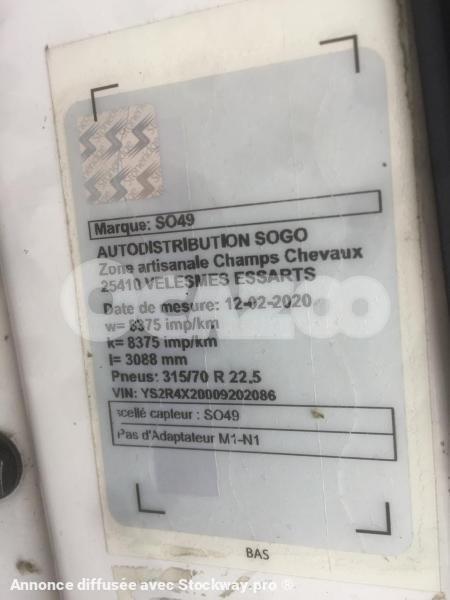 Marque: SO49
AUTODISTRIBUTION SOGO
Zone artisanale Champs Chevaux
25410 VELESMES ESSARTS
Date de mesure: 12-02-2020
w= 8375 imp/km
k= 8375 imp/km
l= 3088 mm
Pneus: 315/70 R 22.5
VIN: YS2R4X20009202086
scellé capteur : SO49
Pas d'Adaptateur M1-N1
BAS
Annonce diffusée avec Stockway.pro ®